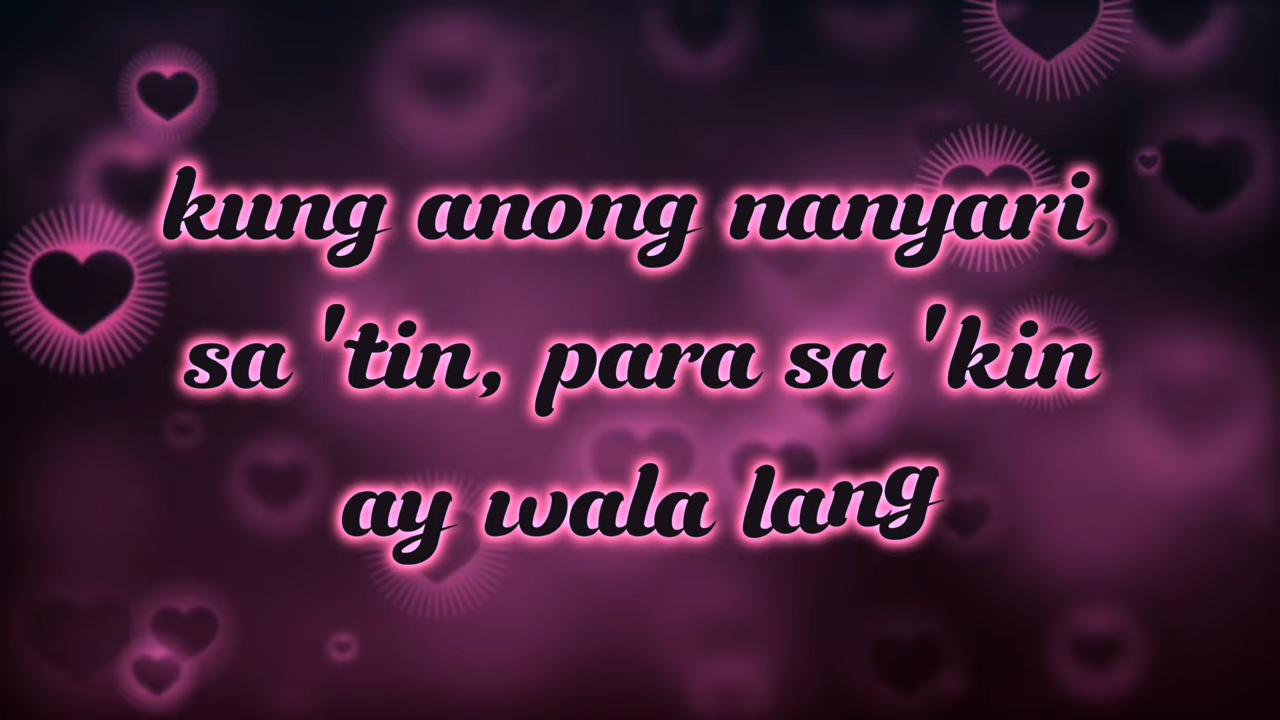 kung anong nanyari,
sa 'tin, para sa 'kin
ay wala lang